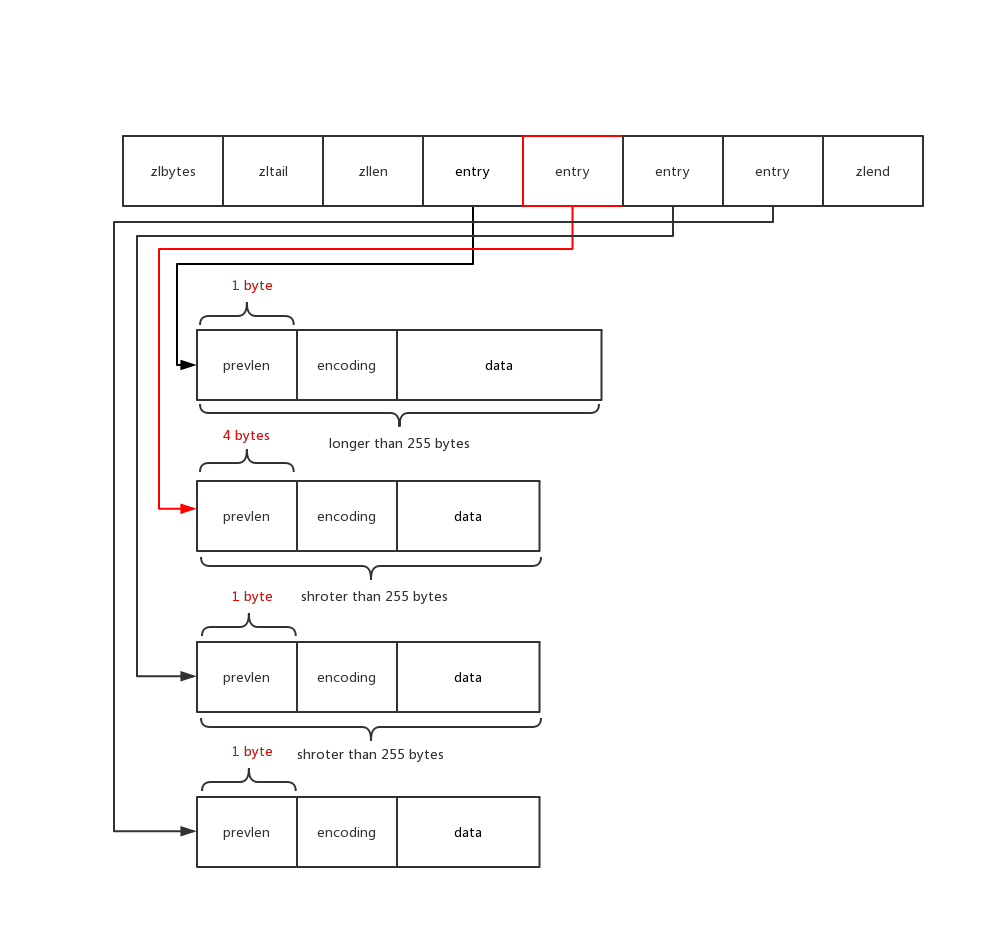 zlbytes zltail zllen entry entry entry entry zlend
1 byte
prevlen encoding data
longer than 255 bytes
4 bytes
prevlen encoding data
shroter than 255 bytes
1 byte
prevlen encoding data
shroter than 255 bytes
1 byte
prevlen encoding data